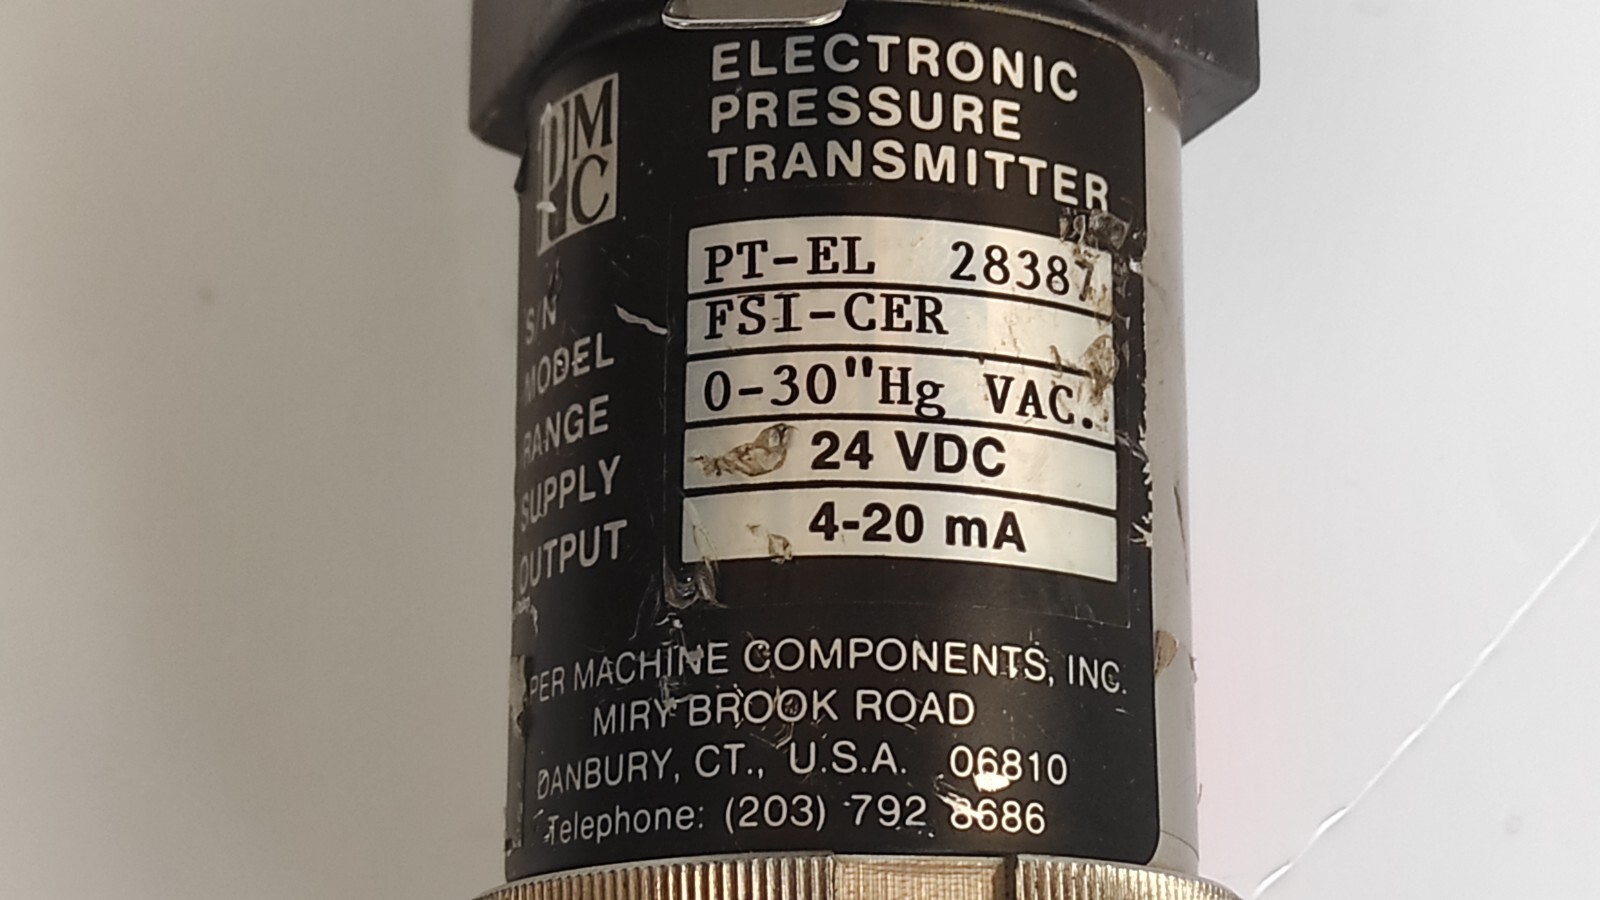 PMC
ELECTRONIC
PRESSURE
TRANSMITTER
S/N PT-EL 28387
MODEL FSI-CER
RANGE 0-30"Hg VAC.
SUPPLY 24 VDC
OUTPUT 4-20 mA
PER MACHINE COMPONENTS, INC.
MIRY BROOK ROAD
DANBURY, CT., U.S.A. 06810
Telephone: (203) 792 8686